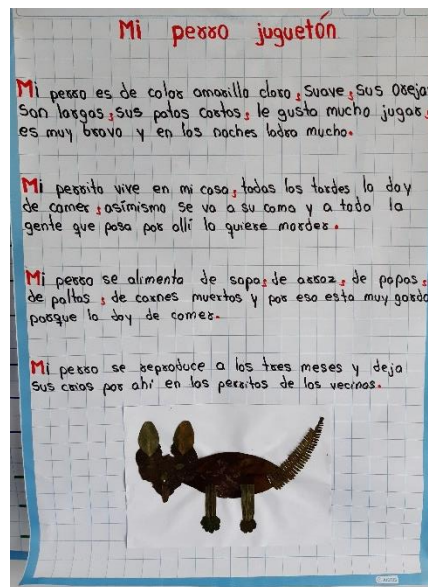 Mi perro juguetón
Mi perro es de color amarillo claro, suave, sus orejas
son largas, sus patas cortas, le gusta mucho jugar,
es muy bravo y en las noches ladra mucho.
Mi perrito vive en mi casa, todas las tardes la doy
de comer, asimismo se va a su cama y a toda la
gente que pasa por allí la quiere morder.
Mi perro se alimenta de sopa, de arroz, de papas,
de paltas, de carnes muertos y por eso esta muy gordo
porque la doy de comer.
Mi perro se reproduce a los tres meses y deja
sus crias por ahí en las perritas de los vecinos.